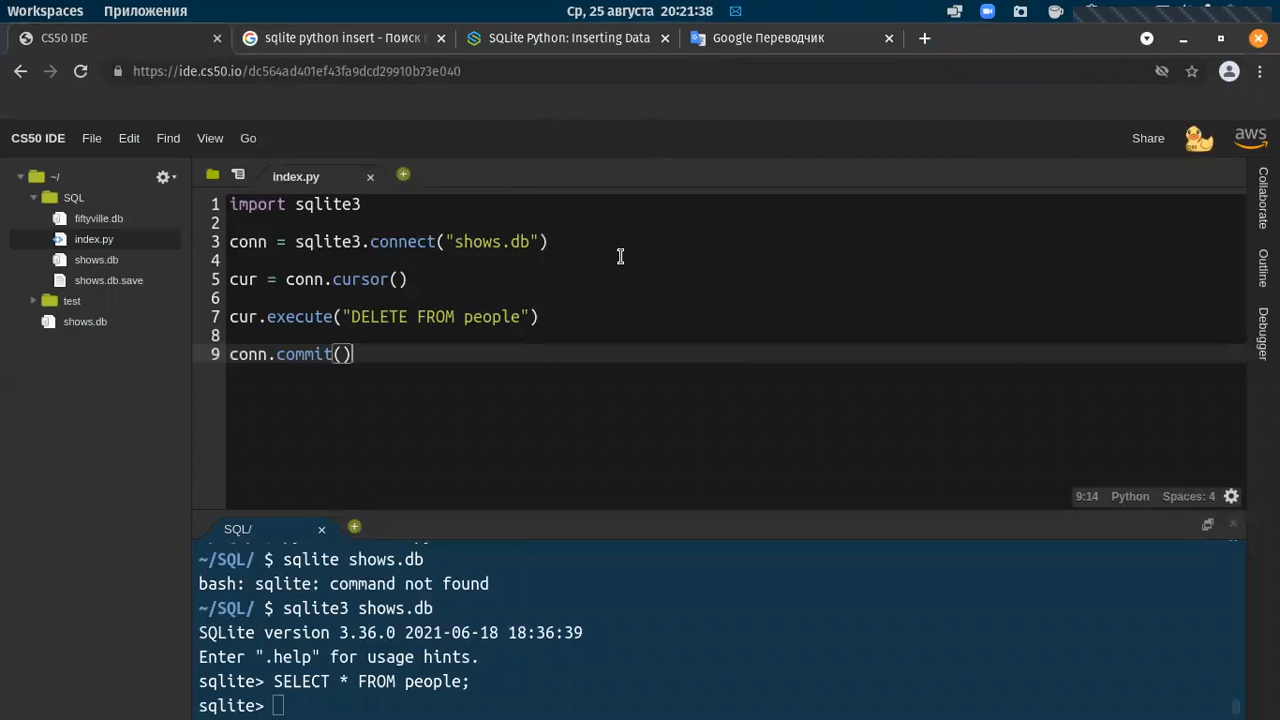 Workspaces Приложения Ср, 25 августа 20:21:38
CS50 IDE sqlite python insert - Поиск в SQLite Python: Inserting Data Google Переводчик
https://ide.cs50.io/dc564ad401ef43fa9dcd29910b73e040
CS50 IDE File Edit Find View Go Share aws
~/ index.py
SQL
fiftyville.db
index.py
shows.db
shows.db.save
test
shows.db
1 import sqlite3
2
3 conn = sqlite3.connect("shows.db")
4
5 cur = conn.cursor()
6
7 cur.execute("DELETE FROM people")
8
9 conn.commit()
Collaborate
Outline
Debugger
9:14 Python Spaces: 4
SQL/
~/SQL/ $ sqlite shows.db
bash: sqlite: command not found
~/SQL/ $ sqlite3 shows.db
SQLite version 3.36.0 2021-06-18 18:36:39
Enter ".help" for usage hints.
sqlite> SELECT * FROM people;
sqlite>